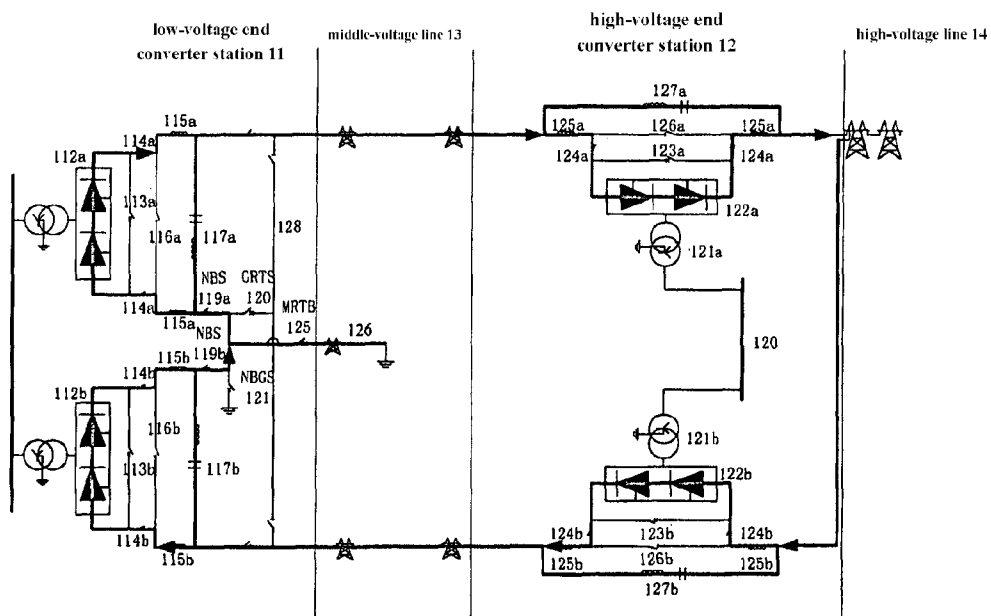 low-voltage end
converter station 11
middle-voltage line 13
high-voltage end
converter station 12
high-voltage line 14
127a
115a
125a
126a
125a
114a
123a
112a
124a
124a
113a
122a
116a
117a
128
121a
NBS
GRTS
114a
119a
120
MRTB
115a
125
126
NBS
120
115b
119b
114b
NBGS
112b
121
116b
121b
122b
113b
117b
124b
123b
124b
114b
115b
125b
126b
125b
127b